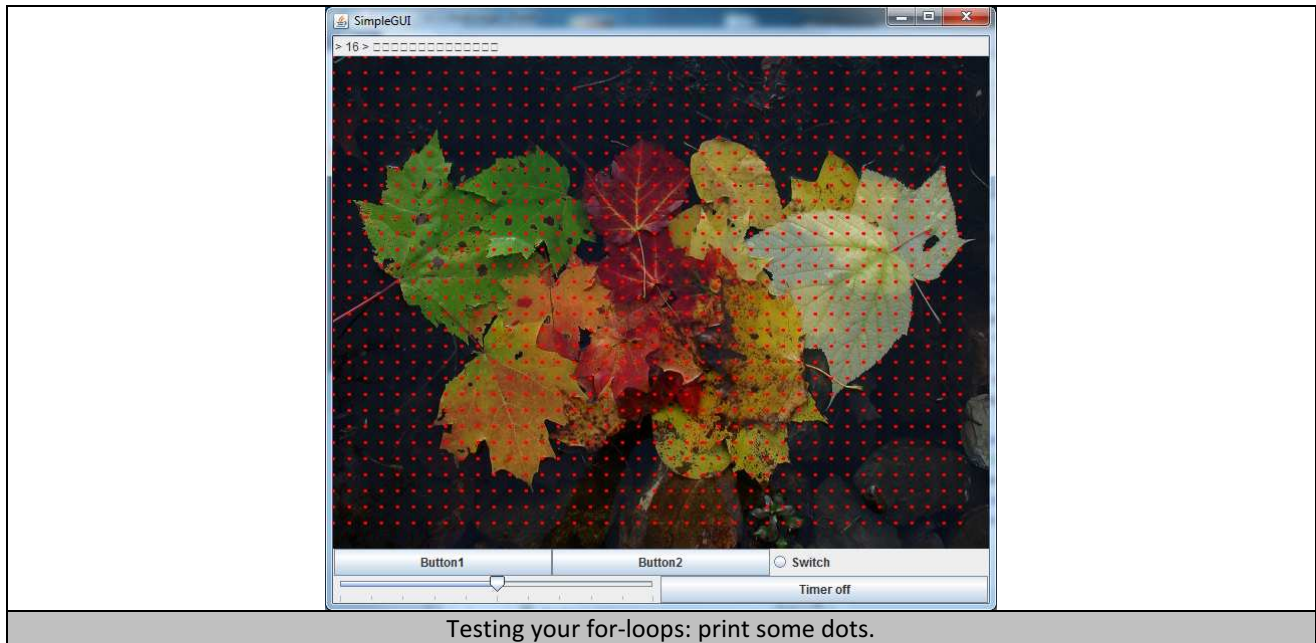 SimpleGUI
> 16 > □□□□□□□□□□□□□□
Button1
Button2
Switch
Timer off
Testing your for-loops: print some dots.